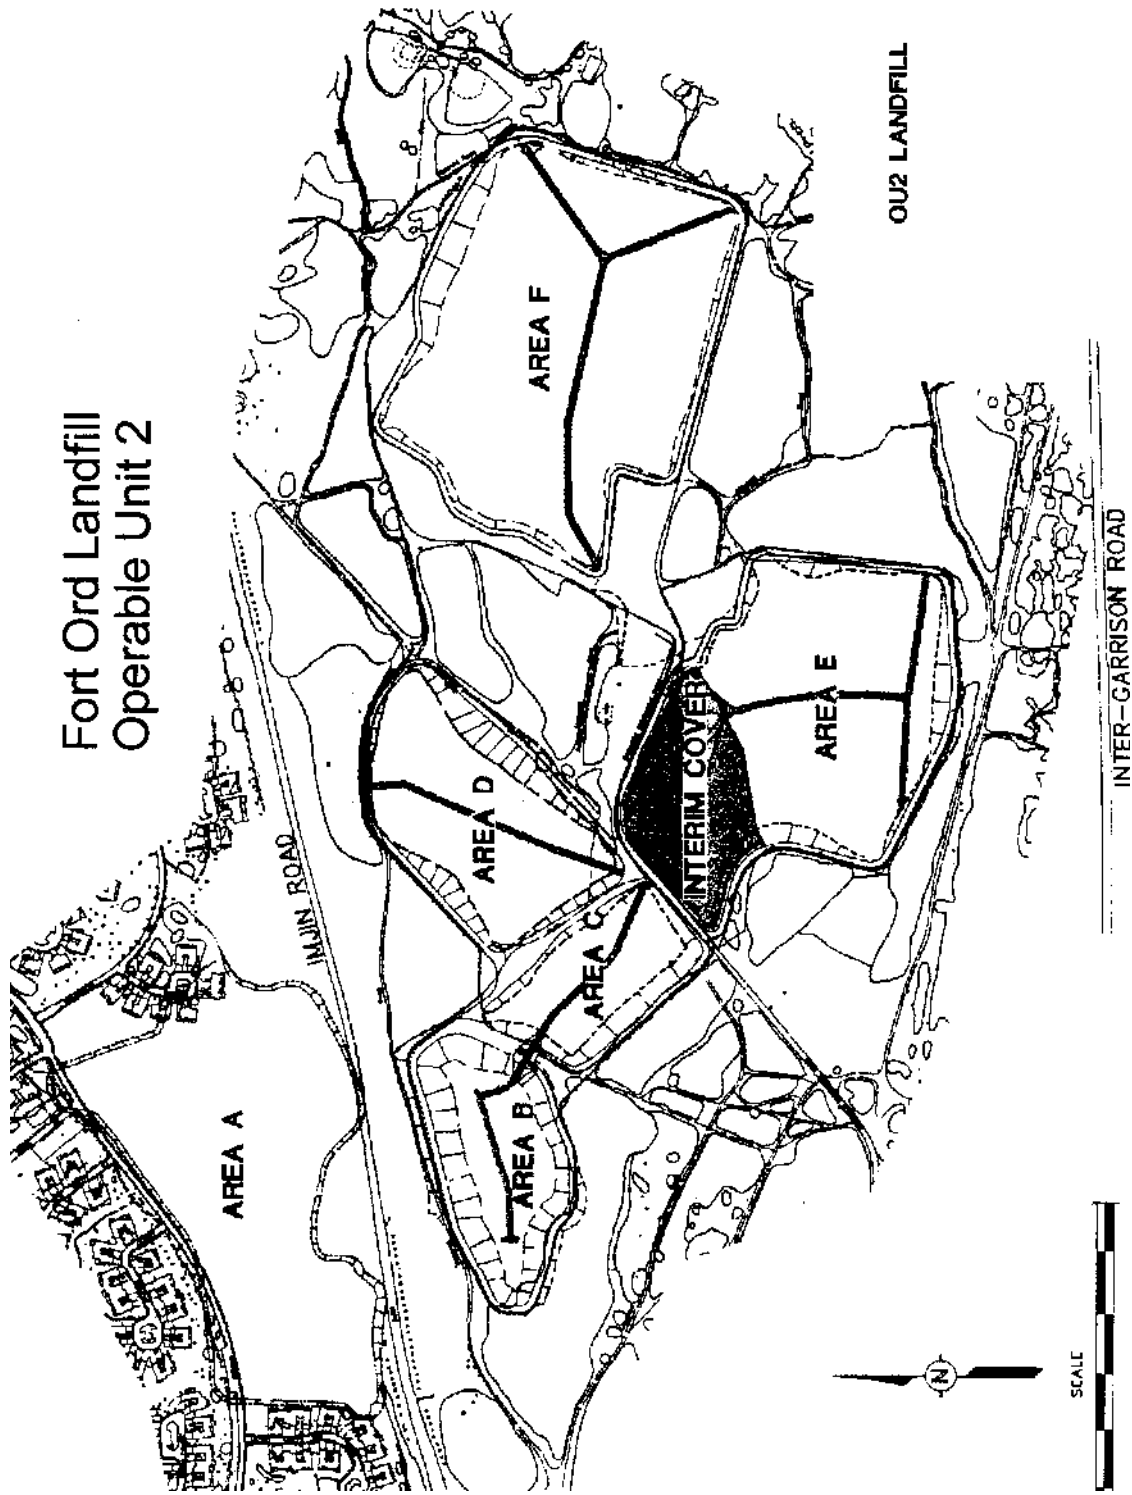 Fort Ord Landfill
Operable Unit 2
OU2 LANDFILL
AREA A
IMJIN ROAD
AREA B
AREA C
AREA D
AREA F
INTERIM COVER
AREA E
INTER-GARRISON ROAD
N
SCALE